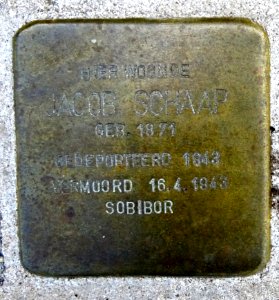 HIER WOONDE
JACOB SCHAAP
GEB. 1871
GEDEPORTEERD 1943
VERMOORD 16.4.1943
SOBIBOR